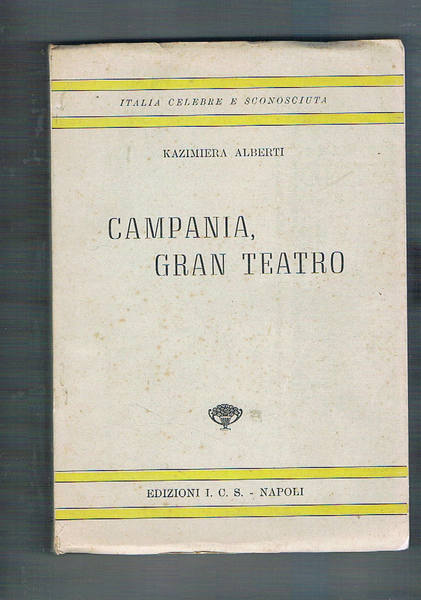 ITALIA CELEBRE E SCONOSCIUTA
KAZIMIERA ALBERTI
CAMPANIA,
GRAN TEATRO
EDIZIONI I. C. S. - NAPOLI